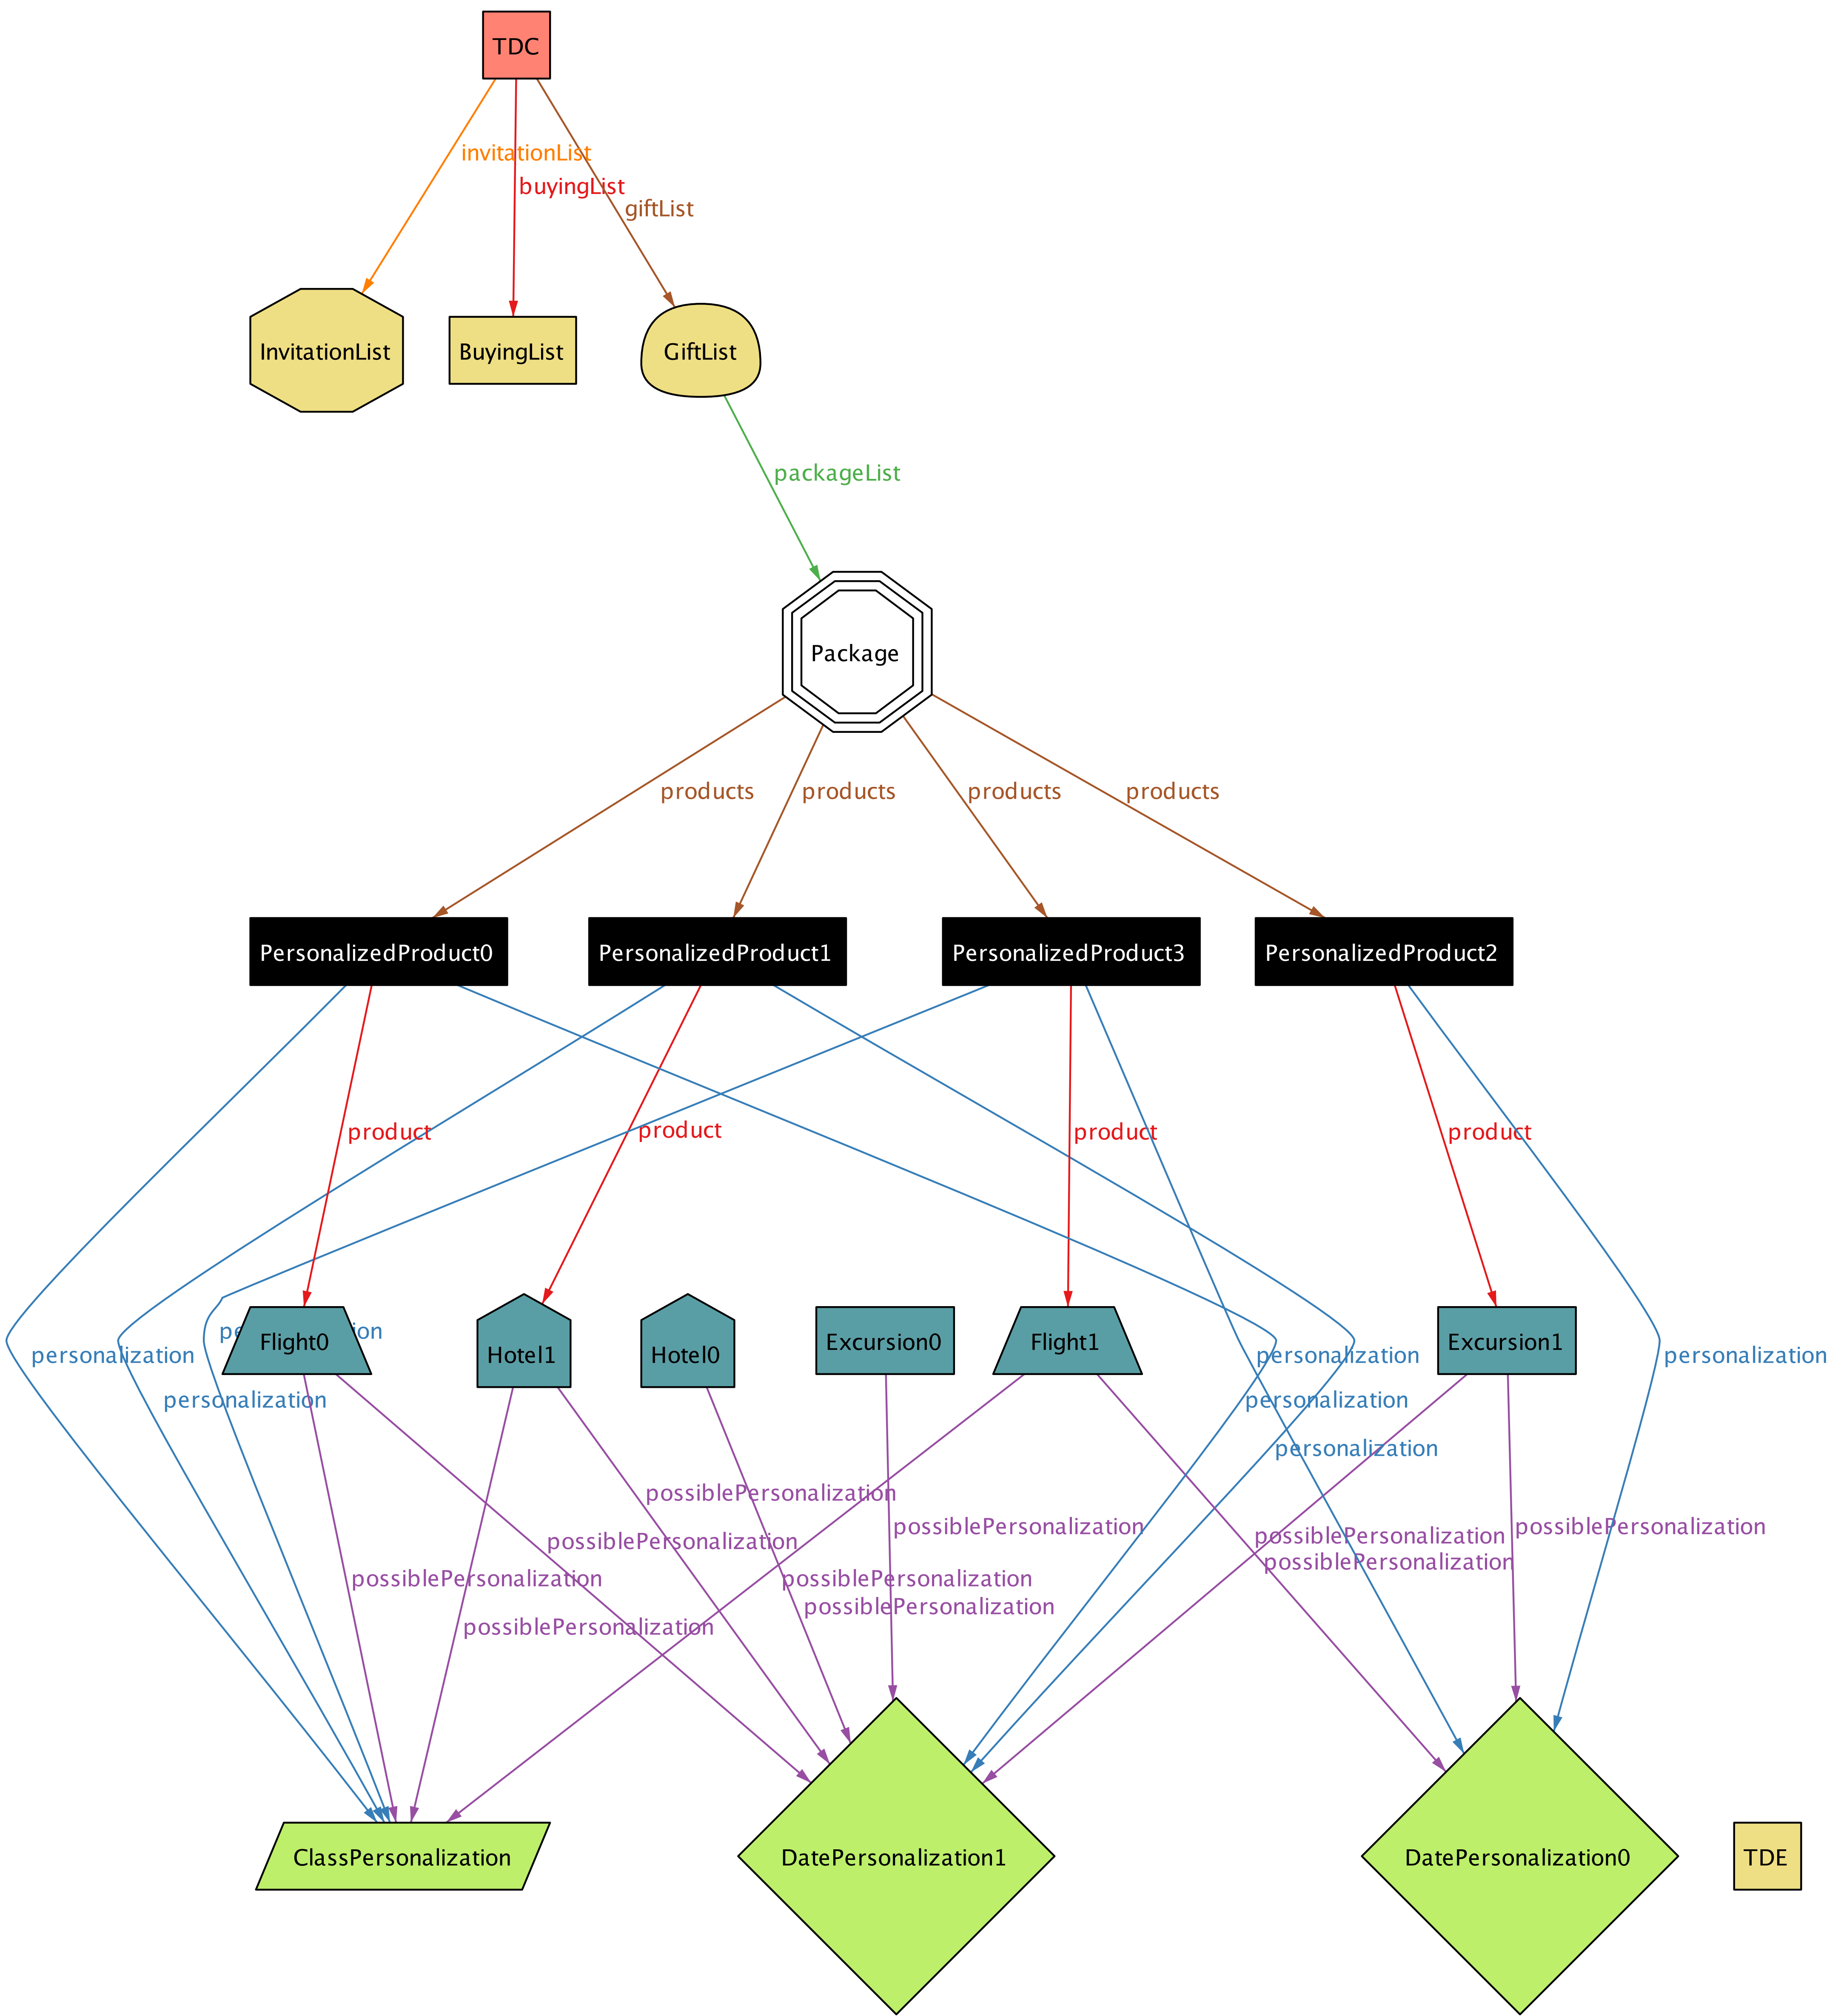 TDC
invitationList
buyingList
giftList
InvitationList
BuyingList
GiftList
packageList
Package
products
products
products
products
PersonalizedProduct0
PersonalizedProduct1
PersonalizedProduct3
PersonalizedProduct2
product
product
product
product
personalization
personalization
Flight0
Hotel1
Hotel0
Excursion0
Flight1
Excursion1
personalization
personalization
personalization
personalization
personalization
possiblePersonalization
possiblePersonalization
possiblePersonalization
possiblePersonalization
possiblePersonalization
possiblePersonalization
possiblePersonalization
possiblePersonalization
possiblePersonalization
possiblePersonalization
ClassPersonalization
DatePersonalization1
DatePersonalization0
TDE